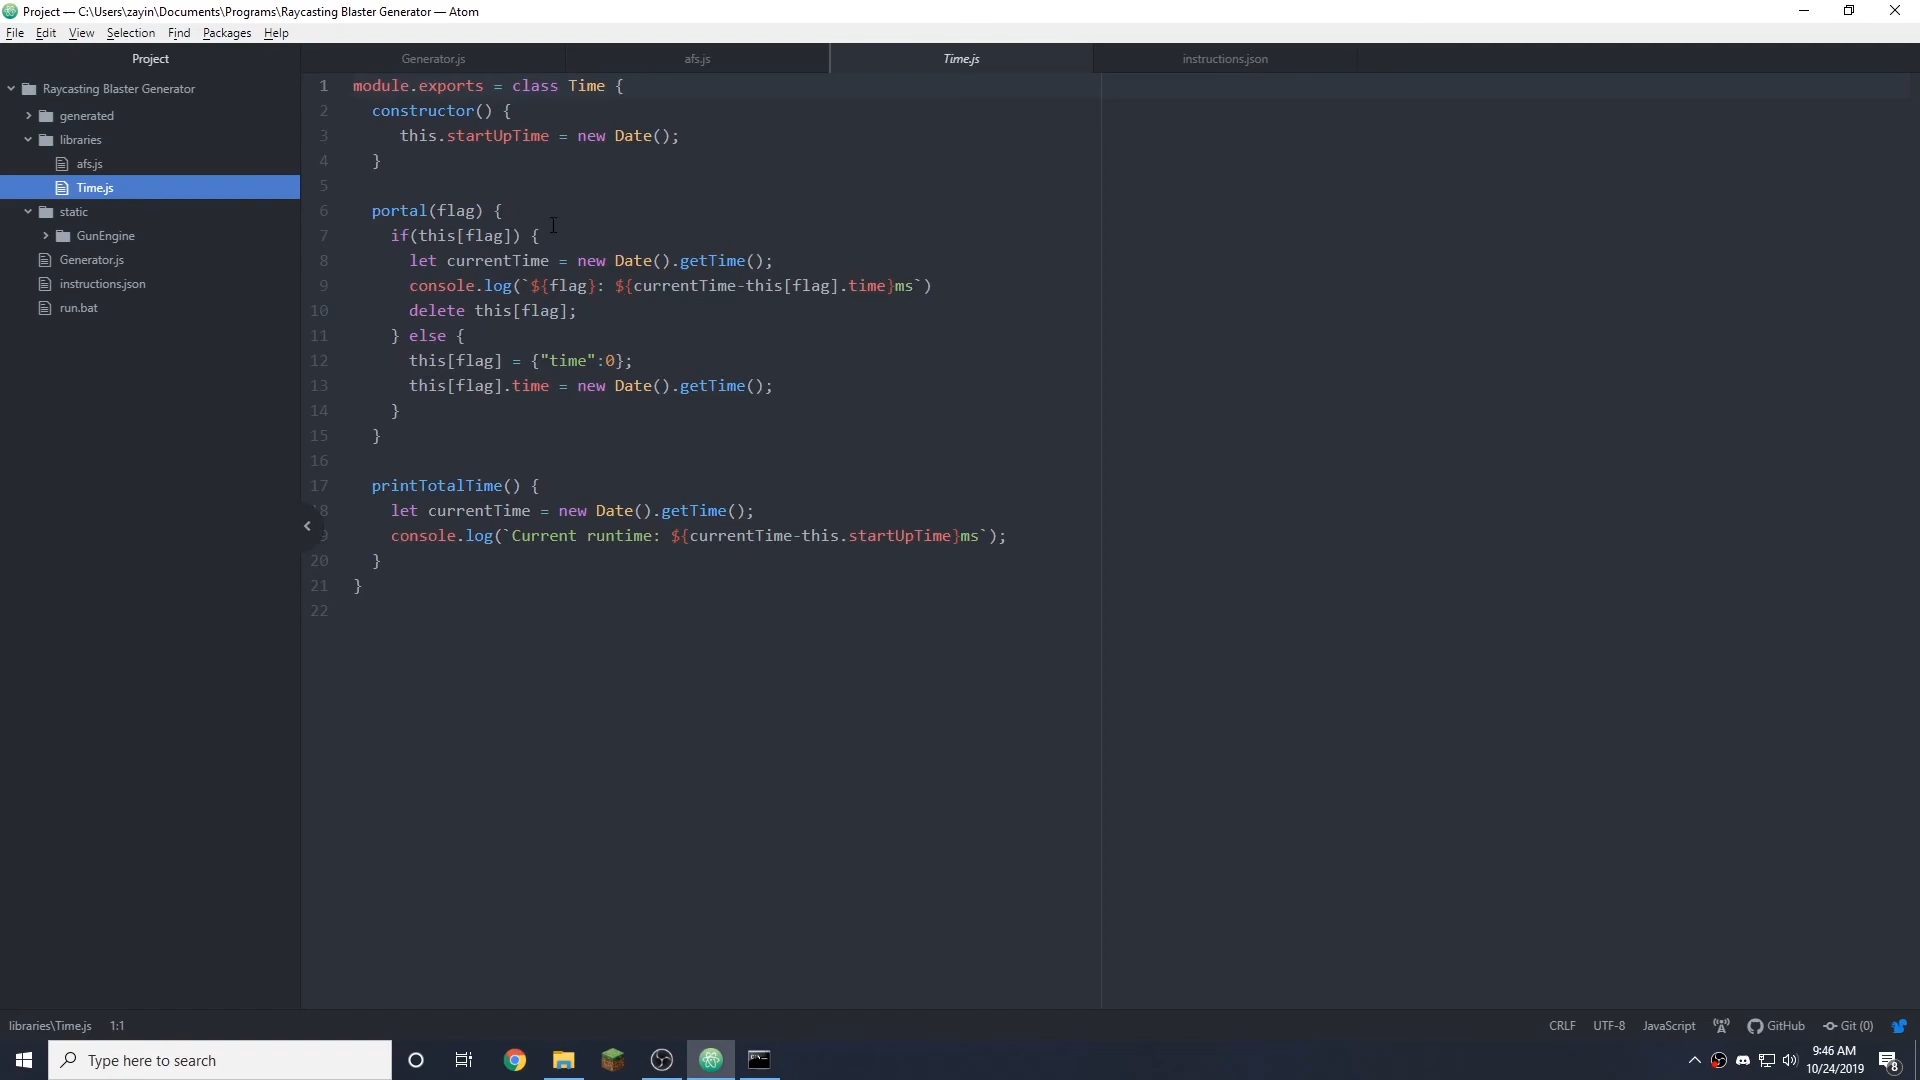 Project — C:\Users\zayin\Documents\Programs\Raycasting Blaster Generator — Atom
File Edit View Selection Find Packages Help
Project
Generator.js
afs.js
Time.js
instructions.json
Raycasting Blaster Generator
generated
libraries
afs.js
Time.js
static
GunEngine
Generator.js
instructions.json
run.bat
1 module.exports = class Time {
2 constructor() {
3 this.startUpTime = new Date();
4 }
5
6 portal(flag) {
7 if(this[flag]) {
8 let currentTime = new Date().getTime();
9 console.log(`${flag}: ${currentTime-this[flag].time}ms`)
10 delete this[flag];
11 } else {
12 this[flag] = {"time":0};
13 this[flag].time = new Date().getTime();
14 }
15 }
16
17 printTotalTime() {
8 let currentTime = new Date().getTime();
9 console.log(`Current runtime: ${currentTime-this.startUpTime}ms`);
20 }
21 }
22
libraries\Time.js 1:1
CRLF UTF-8 JavaScript GitHub Git (0)
Type here to search
9:46 AM
10/24/2019
8